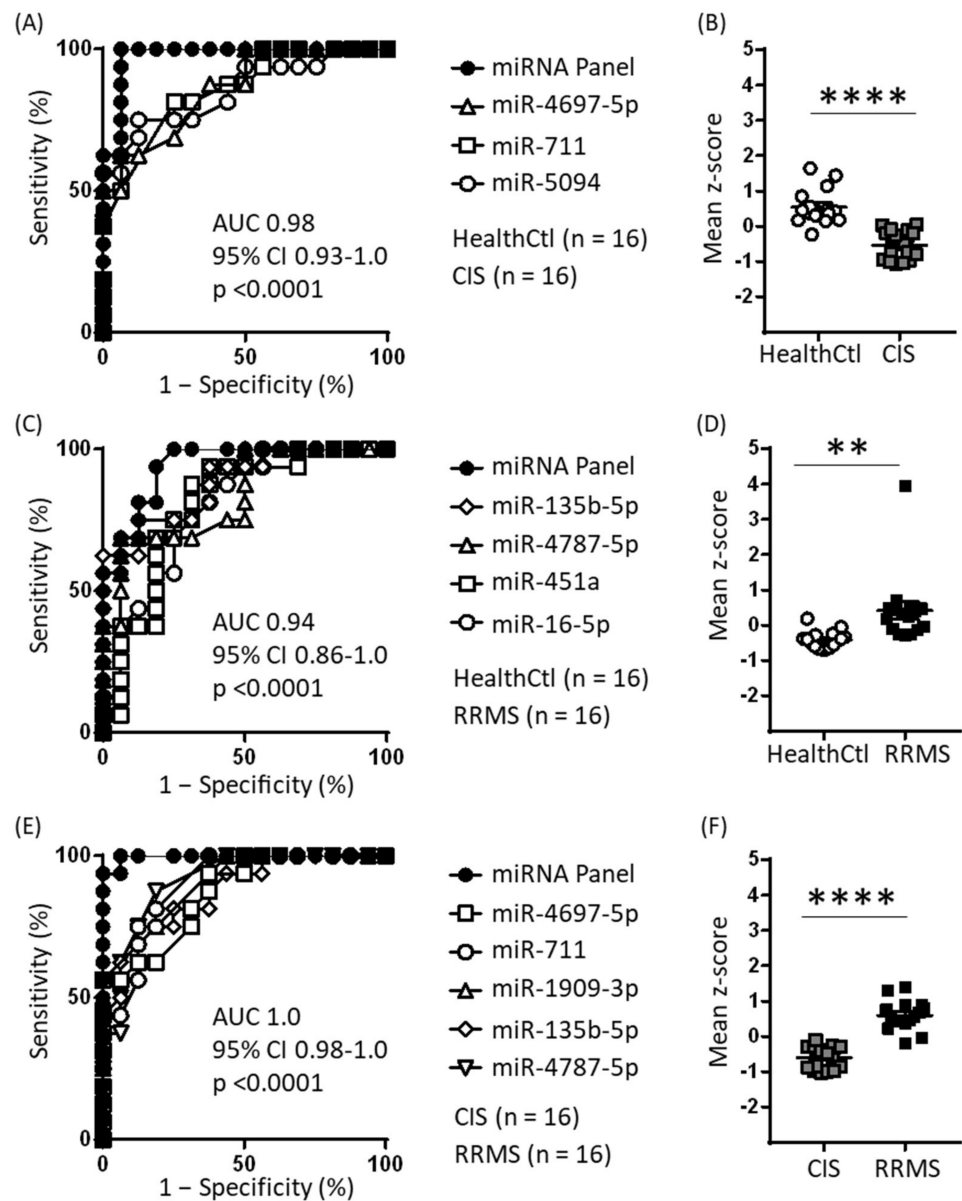 (A)
100
50
0
0
50
100
Sensitivity (%)
1 − Specificity (%)
AUC 0.98
95% CI 0.93-1.0
p <0.0001
miRNA Panel
miR-4697-5p
miR-711
miR-5094
HealthCtl (n = 16)
CIS (n = 16)
(B)
5
4
3
2
1
0
-1
-2
Mean z-score
****
HealthCtl
CIS
(C)
100
50
0
0
50
100
Sensitivity (%)
1 − Specificity (%)
AUC 0.94
95% CI 0.86-1.0
p <0.0001
miRNA Panel
miR-135b-5p
miR-4787-5p
miR-451a
miR-16-5p
HealthCtl (n = 16)
RRMS (n = 16)
(D)
5
4
3
2
1
0
-1
-2
Mean z-score
**
HealthCtl
RRMS
(E)
100
50
0
0
50
100
Sensitivity (%)
1 − Specificity (%)
AUC 1.0
95% CI 0.98-1.0
p <0.0001
miRNA Panel
miR-4697-5p
miR-711
miR-1909-3p
miR-135b-5p
miR-4787-5p
CIS (n = 16)
RRMS (n = 16)
(F)
5
4
3
2
1
0
-1
-2
Mean z-score
****
CIS
RRMS